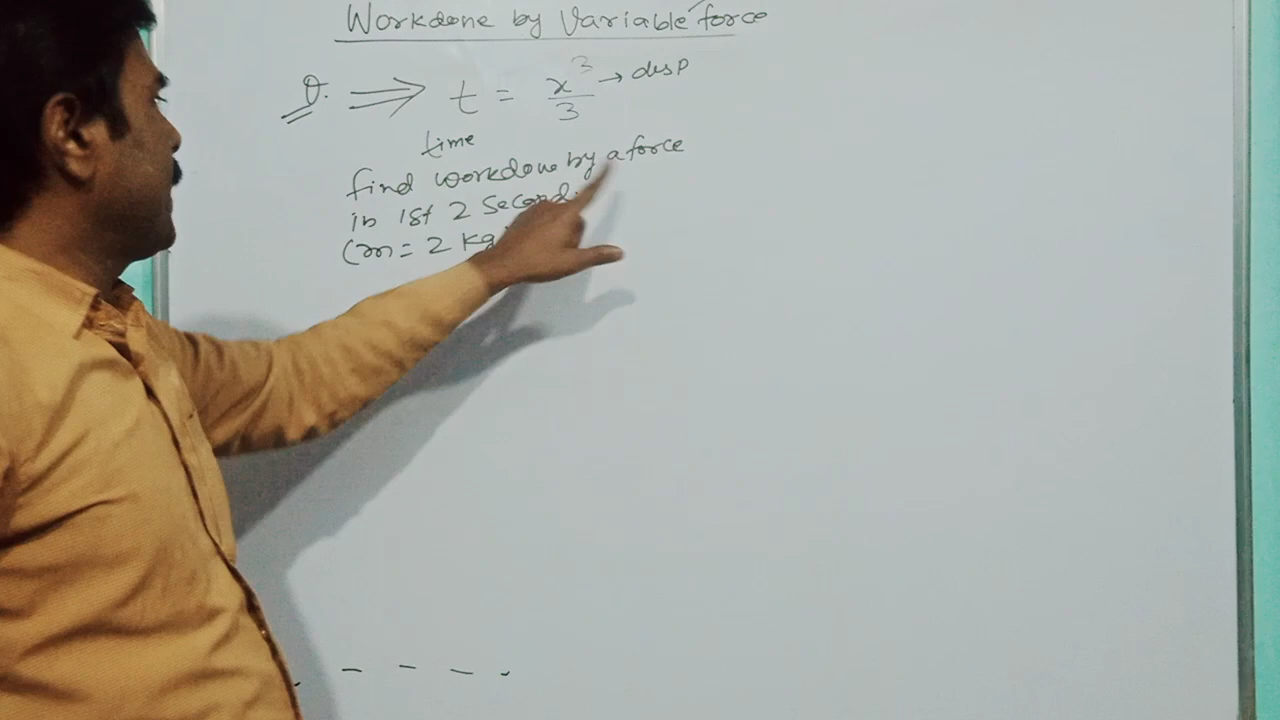 Workdone by Variable force
Q. ⇒ t = x³/3 → disp
time
find workdone by a force
in 1st 2 Second
(m = 2 kg